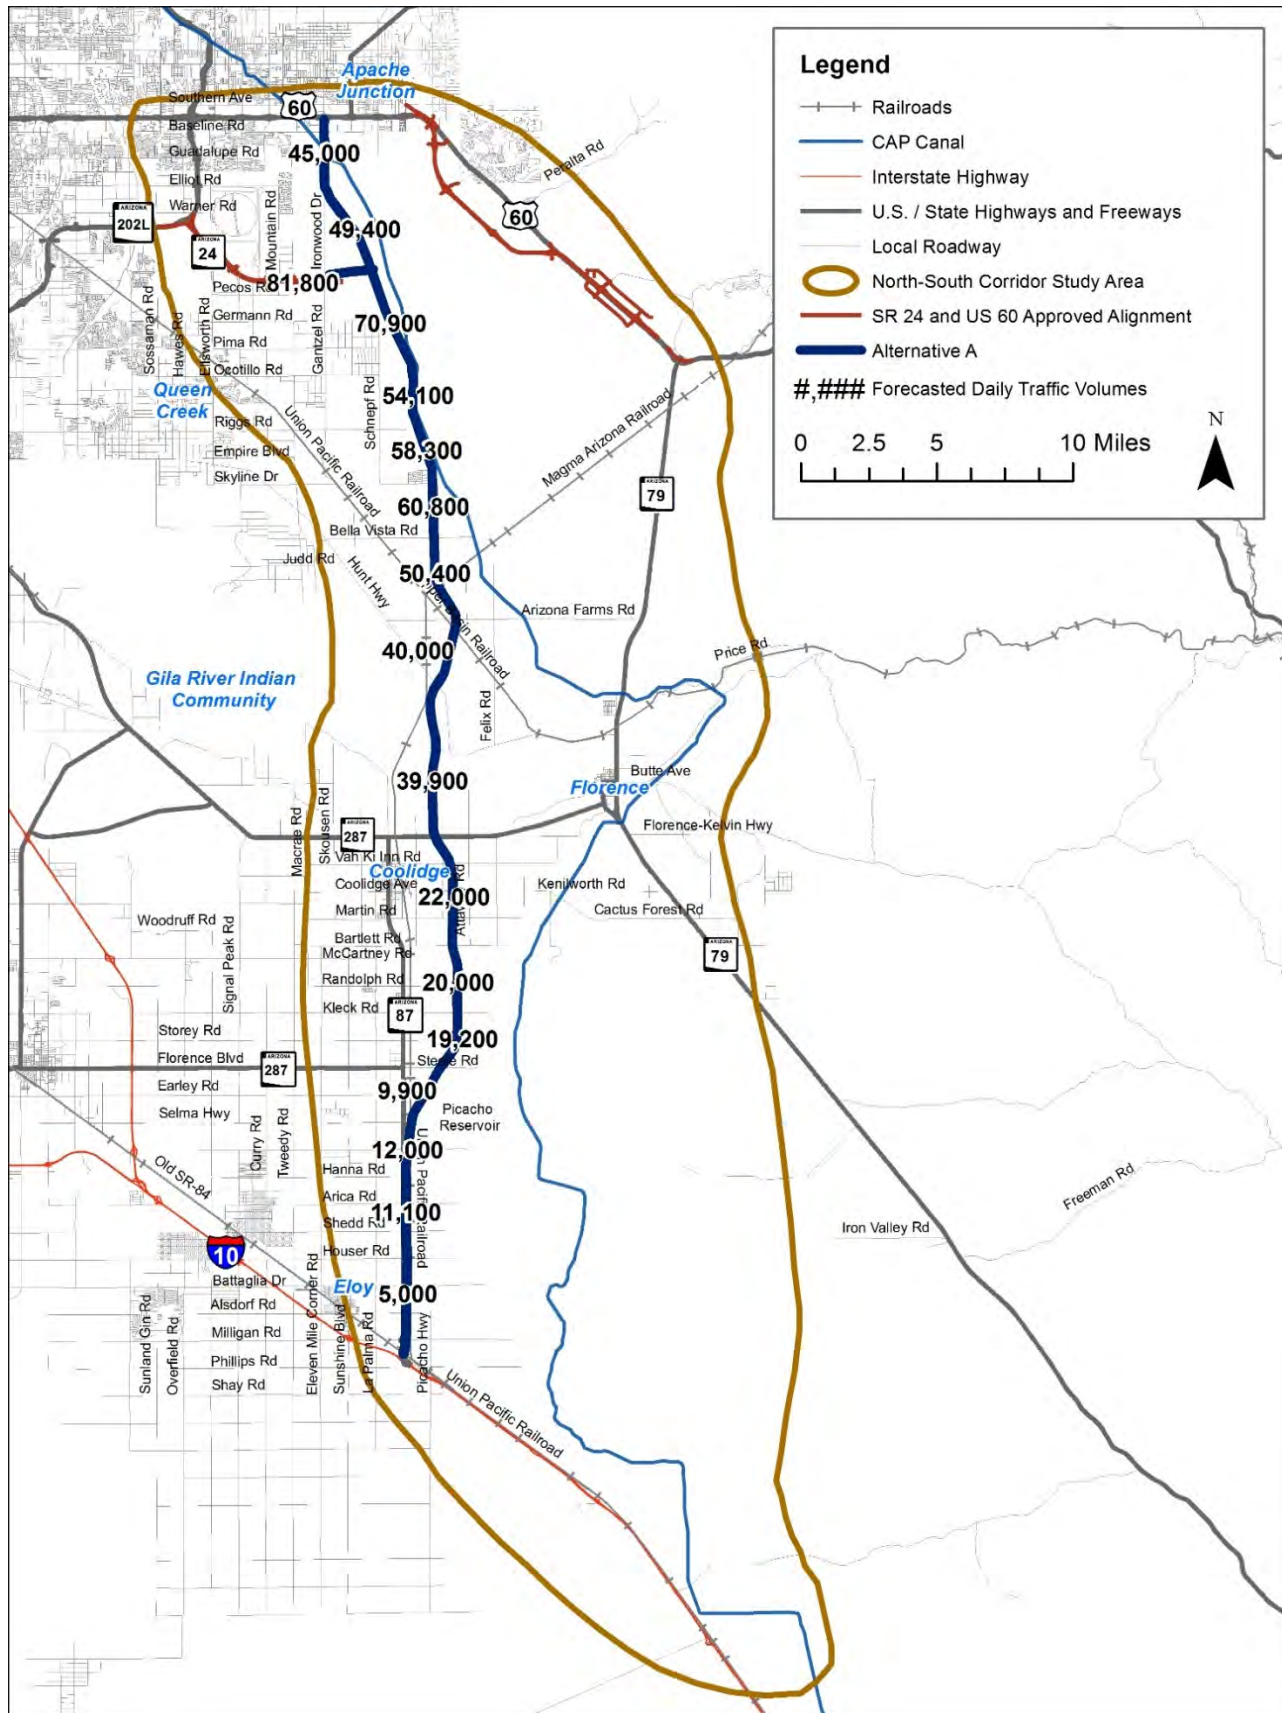 Legend
Railroads
CAP Canal
Interstate Highway
U.S. / State Highways and Freeways
Local Roadway
North-South Corridor Study Area
SR 24 and US 60 Approved Alignment
Alternative A
#,### Forecasted Daily Traffic Volumes
0 2.5 5 10 Miles
N
Apache
Junction
Southern Ave
60
Baseline Rd
Guadalupe Rd
45,000
Elliot Rd
Peralta Rd
Warner Rd
Mountain Rd
Ironwood Dr
60
ARIZONA
202L
49,400
ARIZONA
24
81,800
Pecos Rd
Sossaman Rd
Hawes Rd
Ellsworth Rd
Germann Rd
Gantzel Rd
70,900
Pima Rd
Ocotillo Rd
Queen
Creek
Schnepf Rd
54,100
Riggs Rd
Union Pacific Railroad
Magma Arizona Railroad
Empire Blvd
58,300
Skyline Dr
ARIZONA
79
60,800
Bella Vista Rd
Judd Rd
Hunt Hwy
50,400
Basin Railroad
Arizona Farms Rd
40,000
Price Rd
Gila River Indian
Community
Felix Rd
39,900
Butte Ave
Florence
Macrae Rd
Skousen Rd
ARIZONA
287
Florence-Kelvin Hwy
Vah Ki Inn Rd
Coolidge
Coolidge Ave
22,000
Kenilworth Rd
Martin Rd
Cactus Forest Rd
Woodruff Rd
Signal Peak Rd
Bartlett Rd
McCartney Rd
ARIZONA
79
Randolph Rd
20,000
Kleck Rd
ARIZONA
87
Storey Rd
19,200
Florence Blvd
ARIZONA
287
Earley Rd
9,900
Selma Hwy
Picacho
Reservoir
Curry Rd
Tweedy Rd
12,000
Old SR-84
Hanna Rd
Union Pacific Railroad
Arica Rd
11,100
Freeman Rd
Shedd Rd
Iron Valley Rd
Houser Rd
10
Battaglia Dr
Eloy
5,000
Alsdorf Rd
Milligan Rd
Phillips Rd
Shay Rd
Sunland Gin Rd
Overfield Rd
Eleven Mile Corner Rd
Sunshine Blvd
La Palma Rd
Picacho Hwy
Union Pacific Railroad